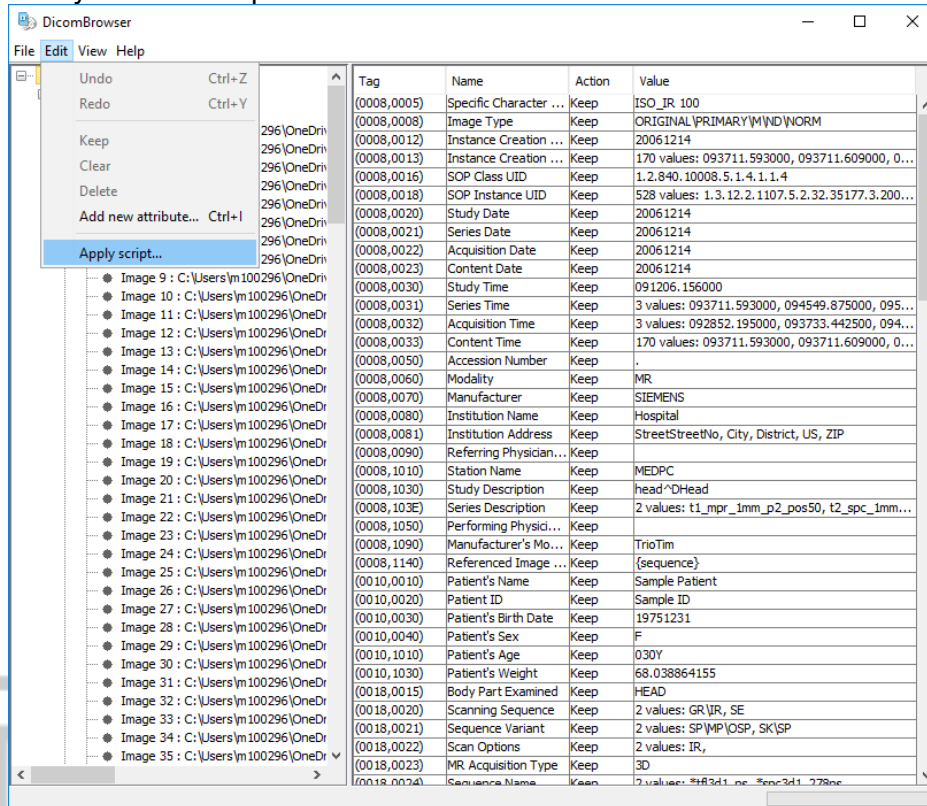 DicomBrowser
File Edit View Help
Undo Ctrl+Z
Redo Ctrl+Y
Keep
Clear
Delete
Add new attribute... Ctrl+I
Apply script...
296\OneDriv
296\OneDriv
296\OneDriv
296\OneDriv
296\OneDriv
296\OneDriv
296\OneDriv
296\OneDriv
Image 9 : C:\Users\m100296\OneDriv
Image 10 : C:\Users\m100296\OneDr
Image 11 : C:\Users\m100296\OneDr
Image 12 : C:\Users\m100296\OneDr
Image 13 : C:\Users\m100296\OneDr
Image 14 : C:\Users\m100296\OneDr
Image 15 : C:\Users\m100296\OneDr
Image 16 : C:\Users\m100296\OneDr
Image 17 : C:\Users\m100296\OneDr
Image 18 : C:\Users\m100296\OneDr
Image 19 : C:\Users\m100296\OneDr
Image 20 : C:\Users\m100296\OneDr
Image 21 : C:\Users\m100296\OneDr
Image 22 : C:\Users\m100296\OneDr
Image 23 : C:\Users\m100296\OneDr
Image 24 : C:\Users\m100296\OneDr
Image 25 : C:\Users\m100296\OneDr
Image 26 : C:\Users\m100296\OneDr
Image 27 : C:\Users\m100296\OneDr
Image 28 : C:\Users\m100296\OneDr
Image 29 : C:\Users\m100296\OneDr
Image 30 : C:\Users\m100296\OneDr
Image 31 : C:\Users\m100296\OneDr
Image 32 : C:\Users\m100296\OneDr
Image 33 : C:\Users\m100296\OneDr
Image 34 : C:\Users\m100296\OneDr
Image 35 : C:\Users\m100296\OneDr
Tag Name Action Value
(0008,0005) Specific Character ... Keep ISO_IR 100
(0008,0008) Image Type Keep ORIGINAL\PRIMARY\M\ND\NORM
(0008,0012) Instance Creation ... Keep 20061214
(0008,0013) Instance Creation ... Keep 170 values: 093711.593000, 093711.609000, 0...
(0008,0016) SOP Class UID Keep 1.2.840.10008.5.1.4.1.1.4
(0008,0018) SOP Instance UID Keep 528 values: 1.3.12.2.1107.5.2.32.35177.3.200...
(0008,0020) Study Date Keep 20061214
(0008,0021) Series Date Keep 20061214
(0008,0022) Acquisition Date Keep 20061214
(0008,0023) Content Date Keep 20061214
(0008,0030) Study Time Keep 091206.156000
(0008,0031) Series Time Keep 3 values: 093711.593000, 094549.875000, 095...
(0008,0032) Acquisition Time Keep 3 values: 092852.195000, 093733.442500, 094...
(0008,0033) Content Time Keep 170 values: 093711.593000, 093711.609000, 0...
(0008,0050) Accession Number Keep .
(0008,0060) Modality Keep MR
(0008,0070) Manufacturer Keep SIEMENS
(0008,0080) Institution Name Keep Hospital
(0008,0081) Institution Address Keep StreetStreetNo, City, District, US, ZIP
(0008,0090) Referring Physician... Keep
(0008,1010) Station Name Keep MEDPC
(0008,1030) Study Description Keep head^DHead
(0008,103E) Series Description Keep 2 values: t1_mpr_1mm_p2_pos50, t2_spc_1mm...
(0008,1050) Performing Physici... Keep
(0008,1090) Manufacturer's Mo... Keep TrioTim
(0008,1140) Referenced Image ... Keep {sequence}
(0010,0010) Patient's Name Keep Sample Patient
(0010,0020) Patient ID Keep Sample ID
(0010,0030) Patient's Birth Date Keep 19751231
(0010,0040) Patient's Sex Keep F
(0010,1010) Patient's Age Keep 030Y
(0010,1030) Patient's Weight Keep 68.038864155
(0018,0015) Body Part Examined Keep HEAD
(0018,0020) Scanning Sequence Keep 2 values: GR\IR, SE
(0018,0021) Sequence Variant Keep 2 values: SP\MP\OSP, SK\SP
(0018,0022) Scan Options Keep 2 values: IR,
(0018,0023) MR Acquisition Type Keep 3D
(0018,0024) Sequence Name Keep 2 values: *tfl3d1_ns, *spc3d1_278ns